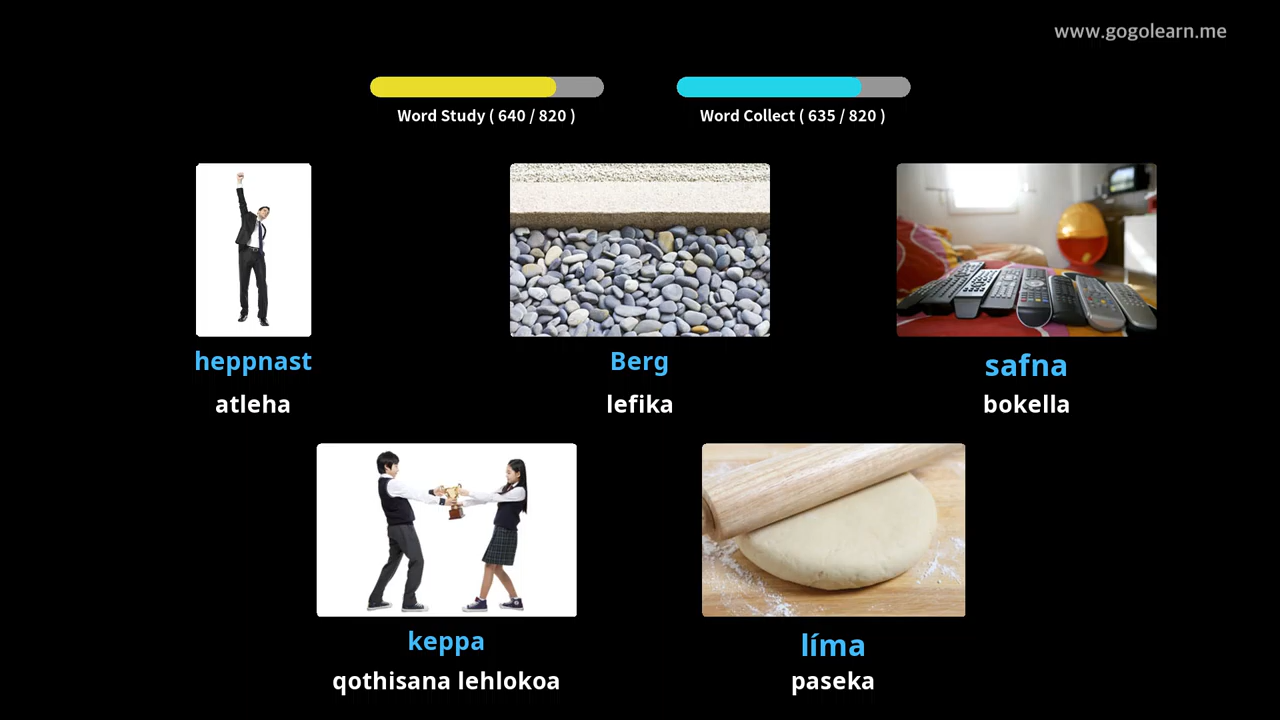 www.gogolearn.me
Word Study ( 640 / 820 )
Word Collect ( 635 / 820 )
heppnast
Berg
safna
atleha
lefika
bokella
keppa
líma
qothisana lehlokoa
paseka